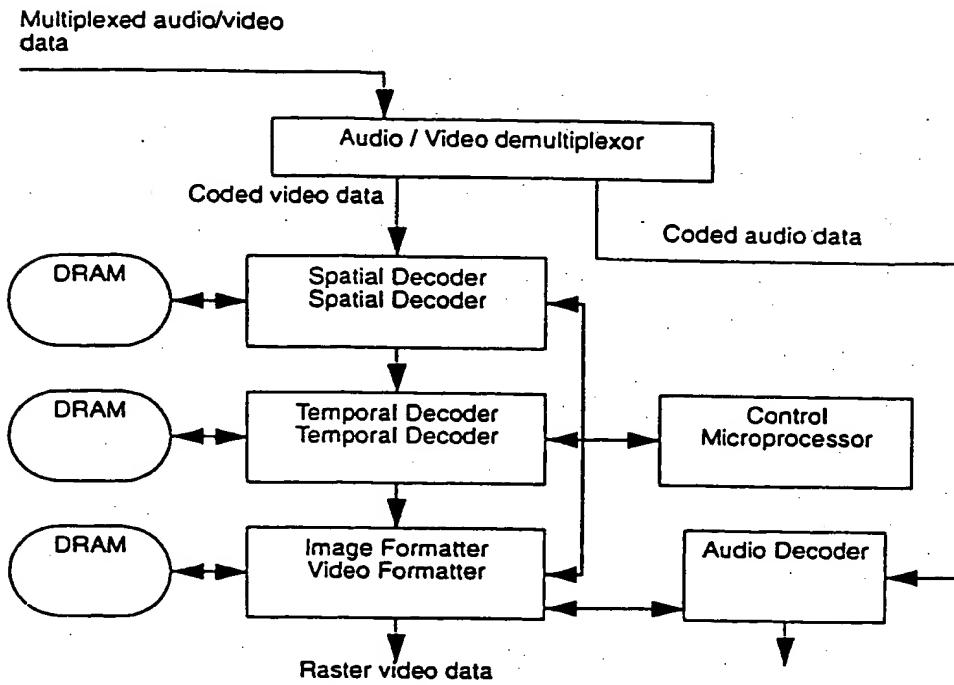 Multiplexed audio/video
data
Audio / Video demultiplexor
Coded video data
Coded audio data
DRAM
Spatial Decoder
Spatial Decoder
DRAM
Temporal Decoder
Temporal Decoder
Control
Microprocessor
DRAM
Image Formatter
Video Formatter
Audio Decoder
Raster video data